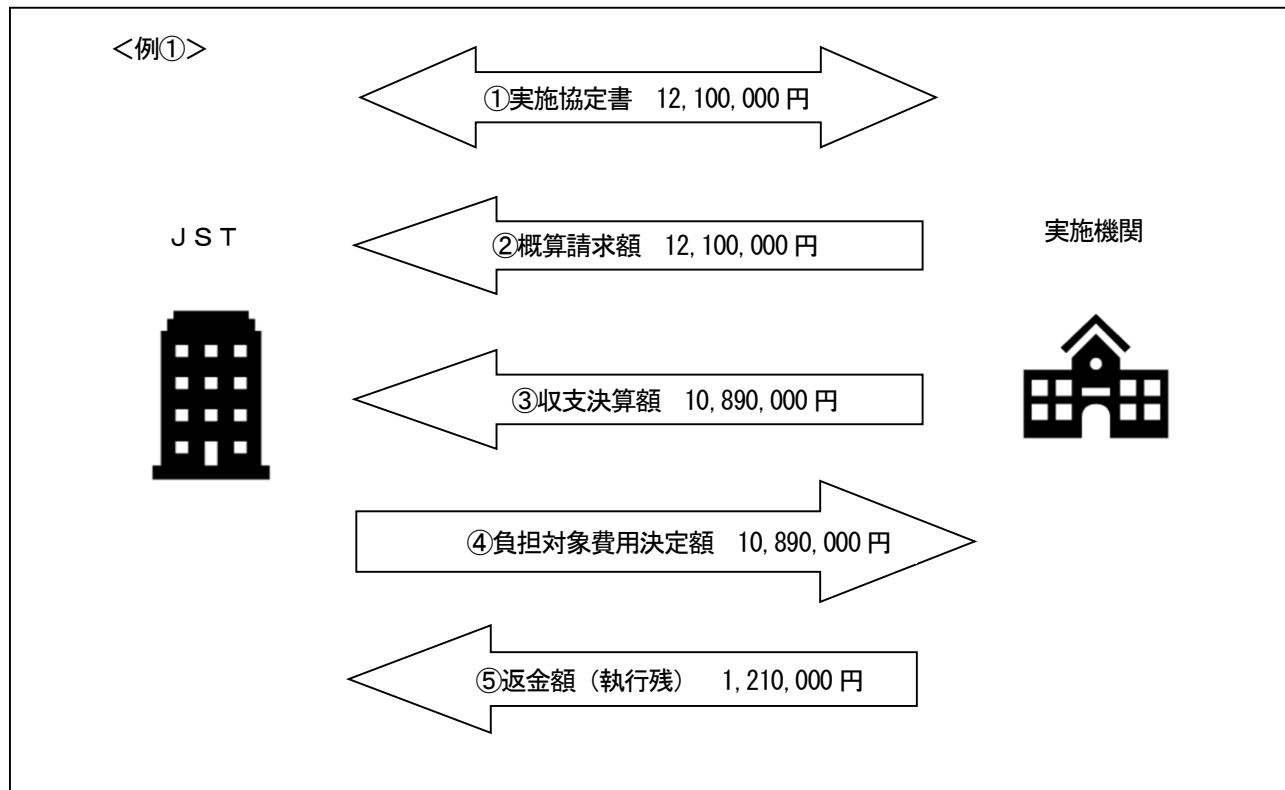 ＜例①＞
①実施協定書　12,100,000 円
ＪＳＴ
実施機関
②概算請求額　12,100,000 円
③収支決算額　10,890,000 円
④負担対象費用決定額　10,890,000 円
⑤返金額（執行残）　1,210,000 円